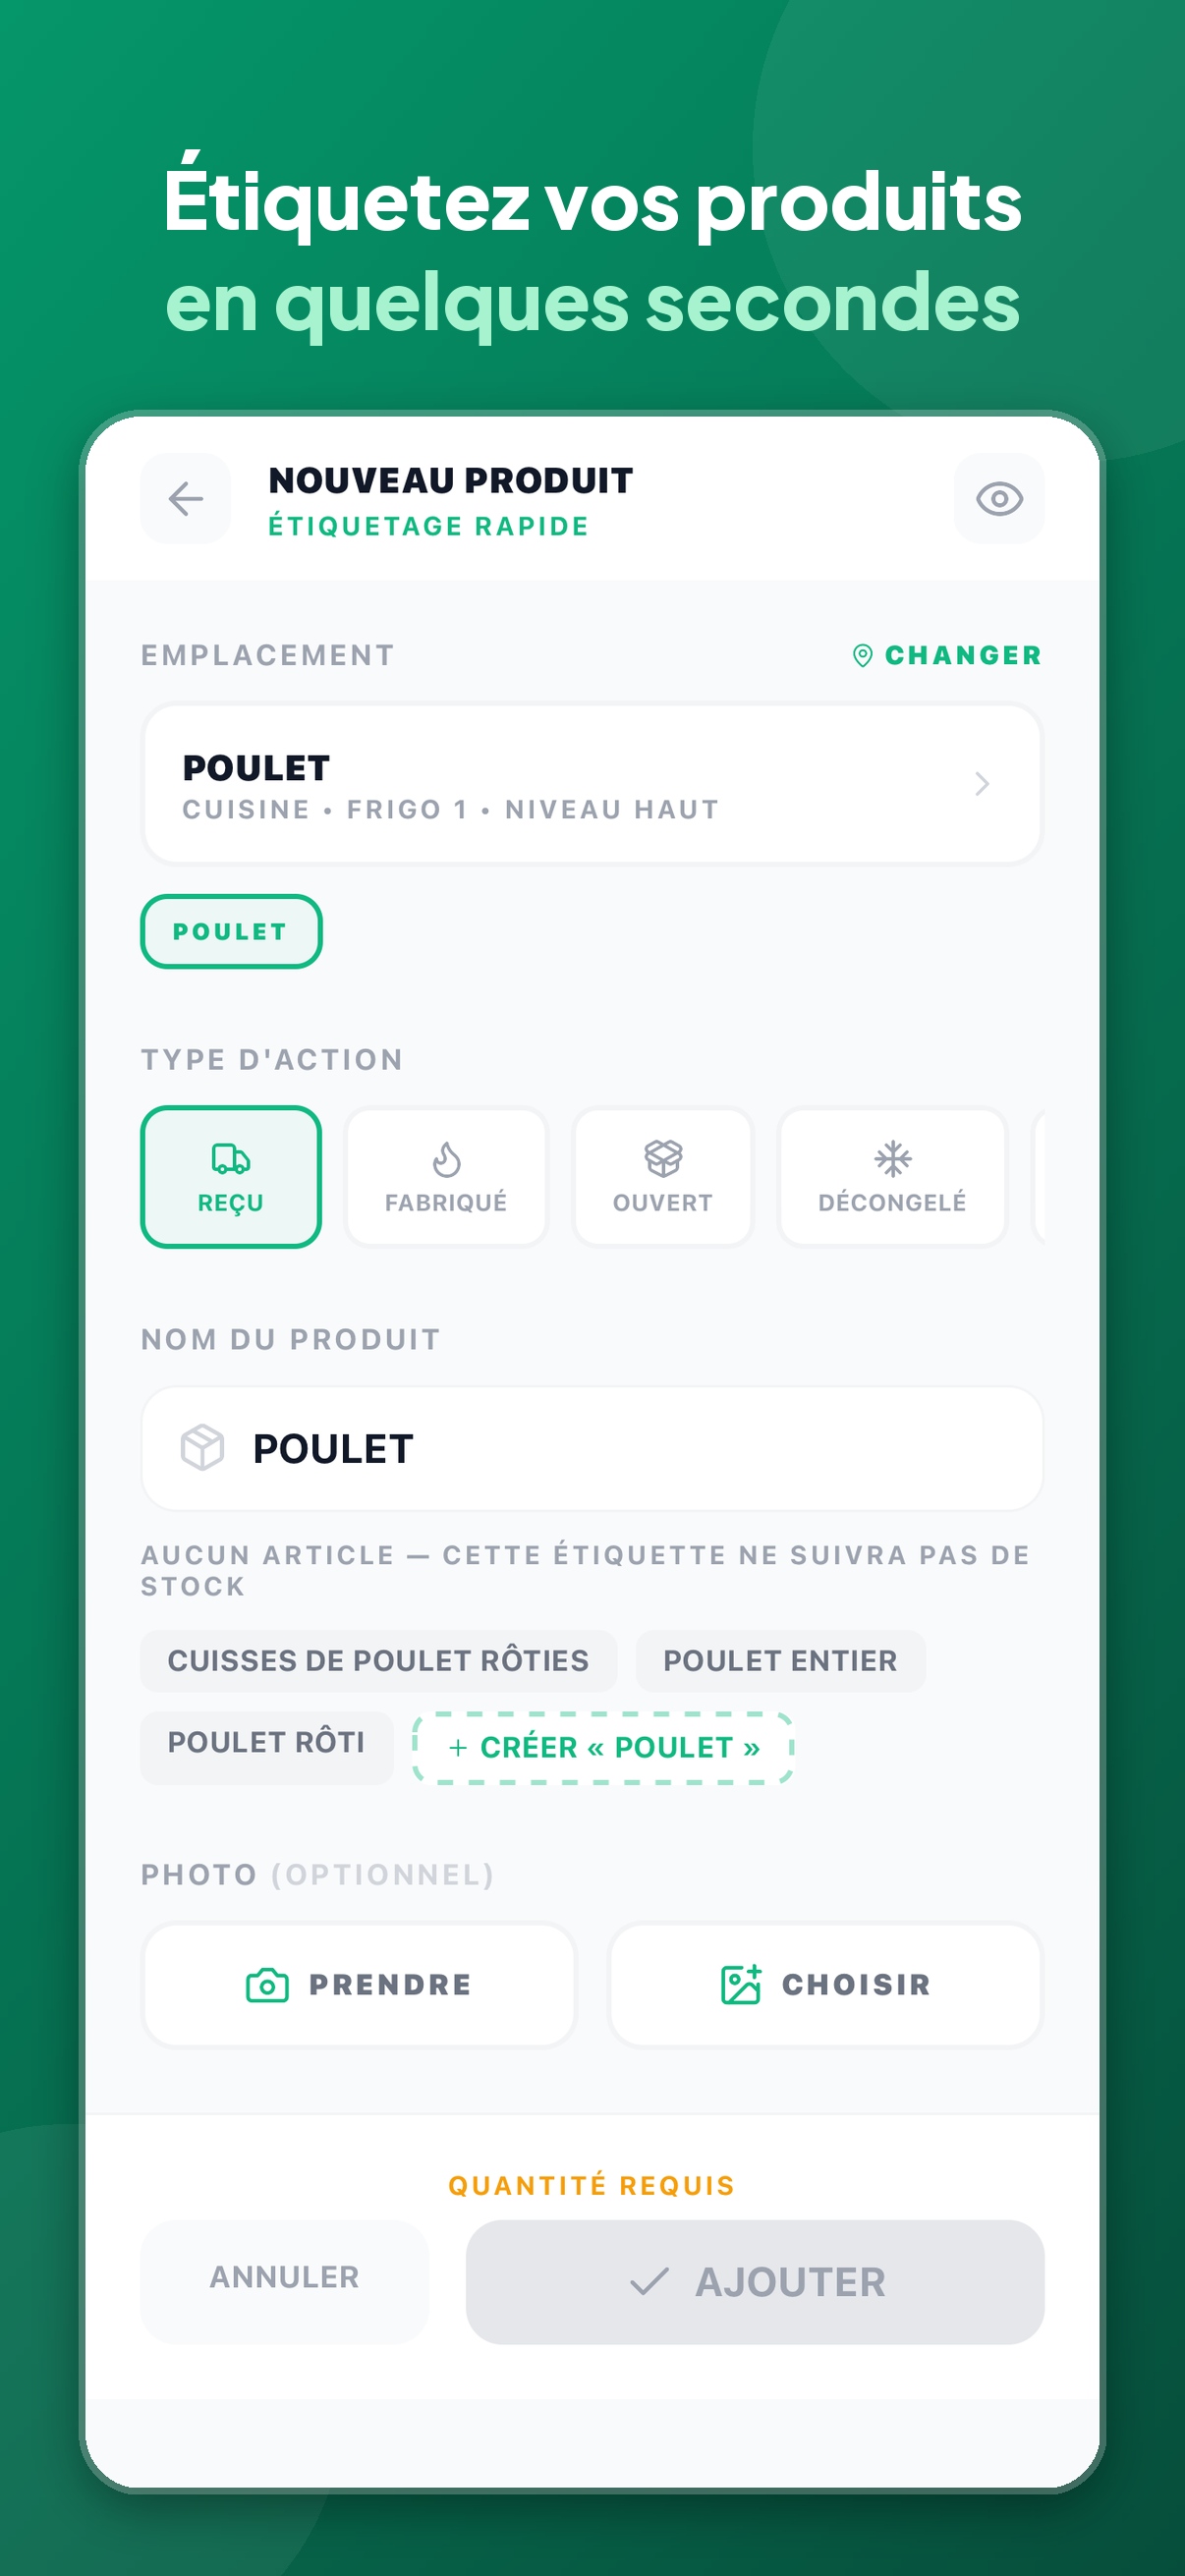 Étiquetez vos produits
en quelques secondes
NOUVEAU PRODUIT
ÉTIQUETAGE RAPIDE
EMPLACEMENT
CHANGER
POULET
CUISINE • FRIGO 1 • NIVEAU HAUT
POULET
TYPE D'ACTION
REÇU
FABRIQUÉ
OUVERT
DÉCONGELÉ
NOM DU PRODUIT
POULET
AUCUN ARTICLE — CETTE ÉTIQUETTE NE SUIVRA PAS DE
STOCK
CUISSES DE POULET RÔTIES
POULET ENTIER
POULET RÔTI
+ CRÉER « POULET »
PHOTO (OPTIONNEL)
PRENDRE
CHOISIR
QUANTITÉ REQUIS
ANNULER
AJOUTER